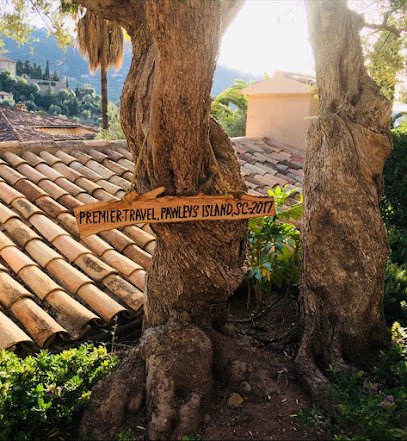 PREMIER-TRAVEL, PAWLEYS ISLAND, SC-2017